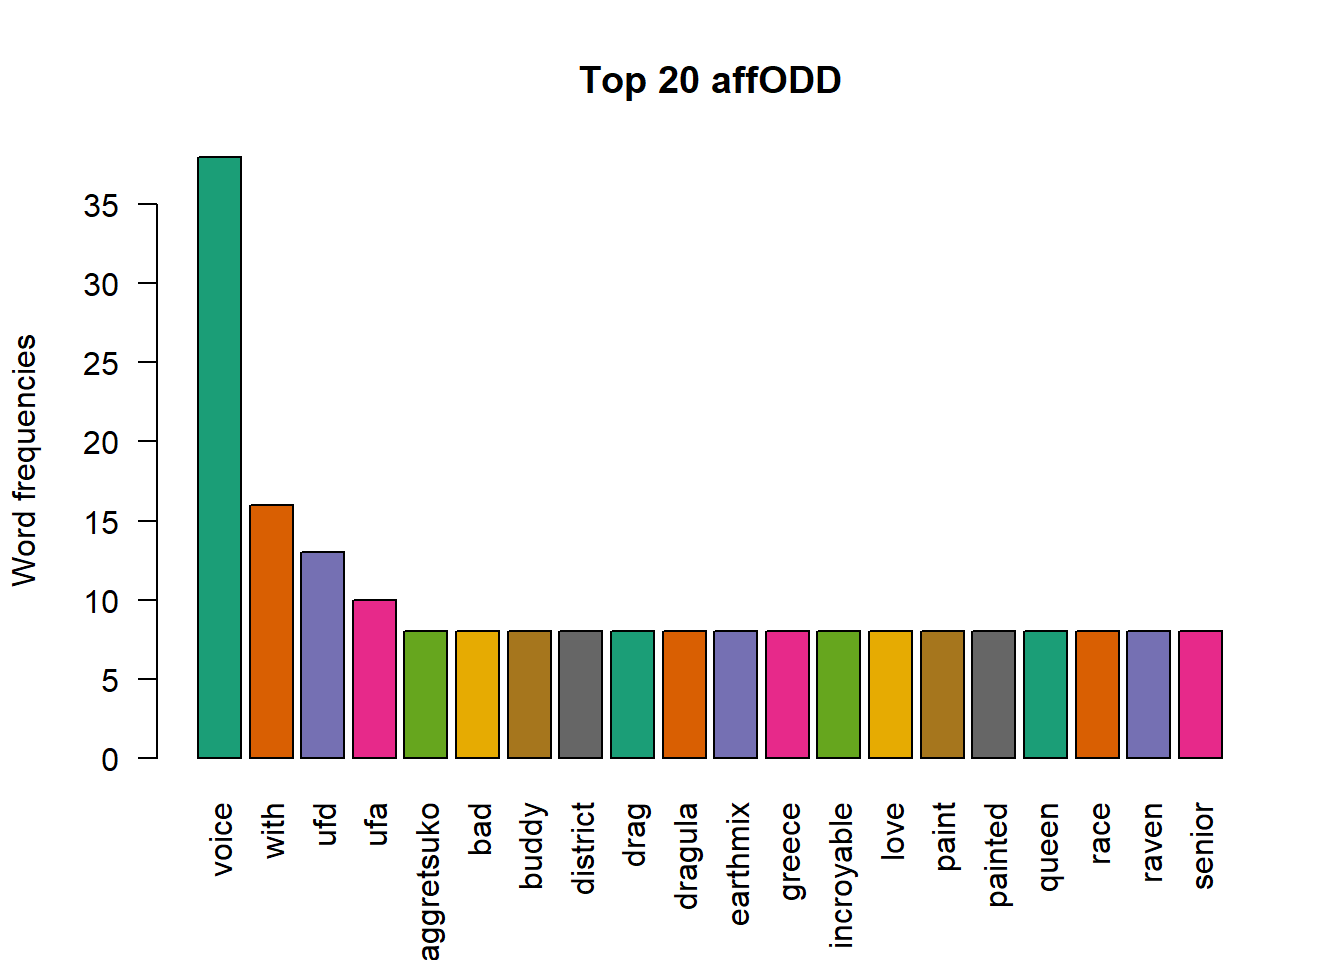 Top 20 affODD
Word frequencies
35
30
25
20
15
10
5
0
voice
with
ufd
ufa
aggretsuko
bad
buddy
district
drag
dragula
earthmix
greece
incroyable
love
paint
painted
queen
race
raven
senior